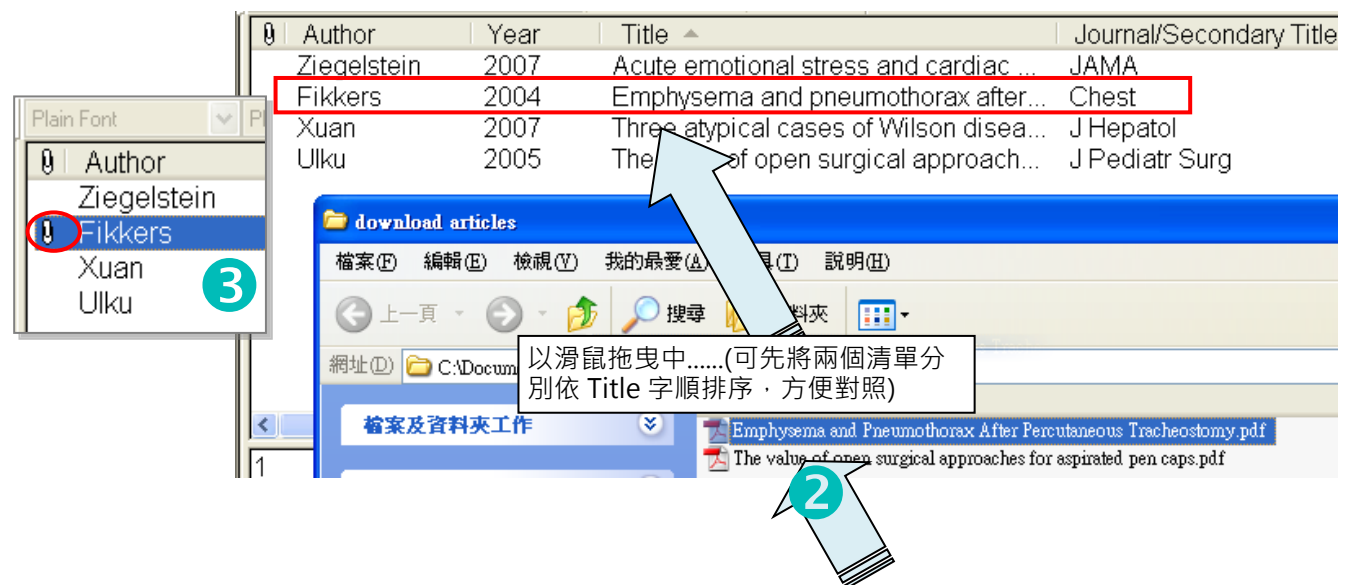 Author Year Title Journal/Secondary Title
Ziegelstein 2007 Acute emotional stress and cardiac ... JAMA
Fikkers 2004 Emphysema and pneumothorax after... Chest
Xuan 2007 Three atypical cases of Wilson disea... J Hepatol
Ulku 2005 The of open surgical approach... J Pediatr Surg
Plain Font
Author
Ziegelstein
Fikkers
Xuan
Ulku
3
download articles
檔案(F) 編輯(E) 檢視(V) 我的最愛(A) 具(T) 說明(H)
上一頁 搜尋 料夾
網址(D) C:\Docum
以滑鼠拖曳中......(可先將兩個清單分
別依 Title 字順排序，方便對照)
檔案及資料夾工作
Emphysema and Pneumothorax After Percutaneous Tracheostomy.pdf
The value of open surgical approaches for aspirated pen caps.pdf
1
2